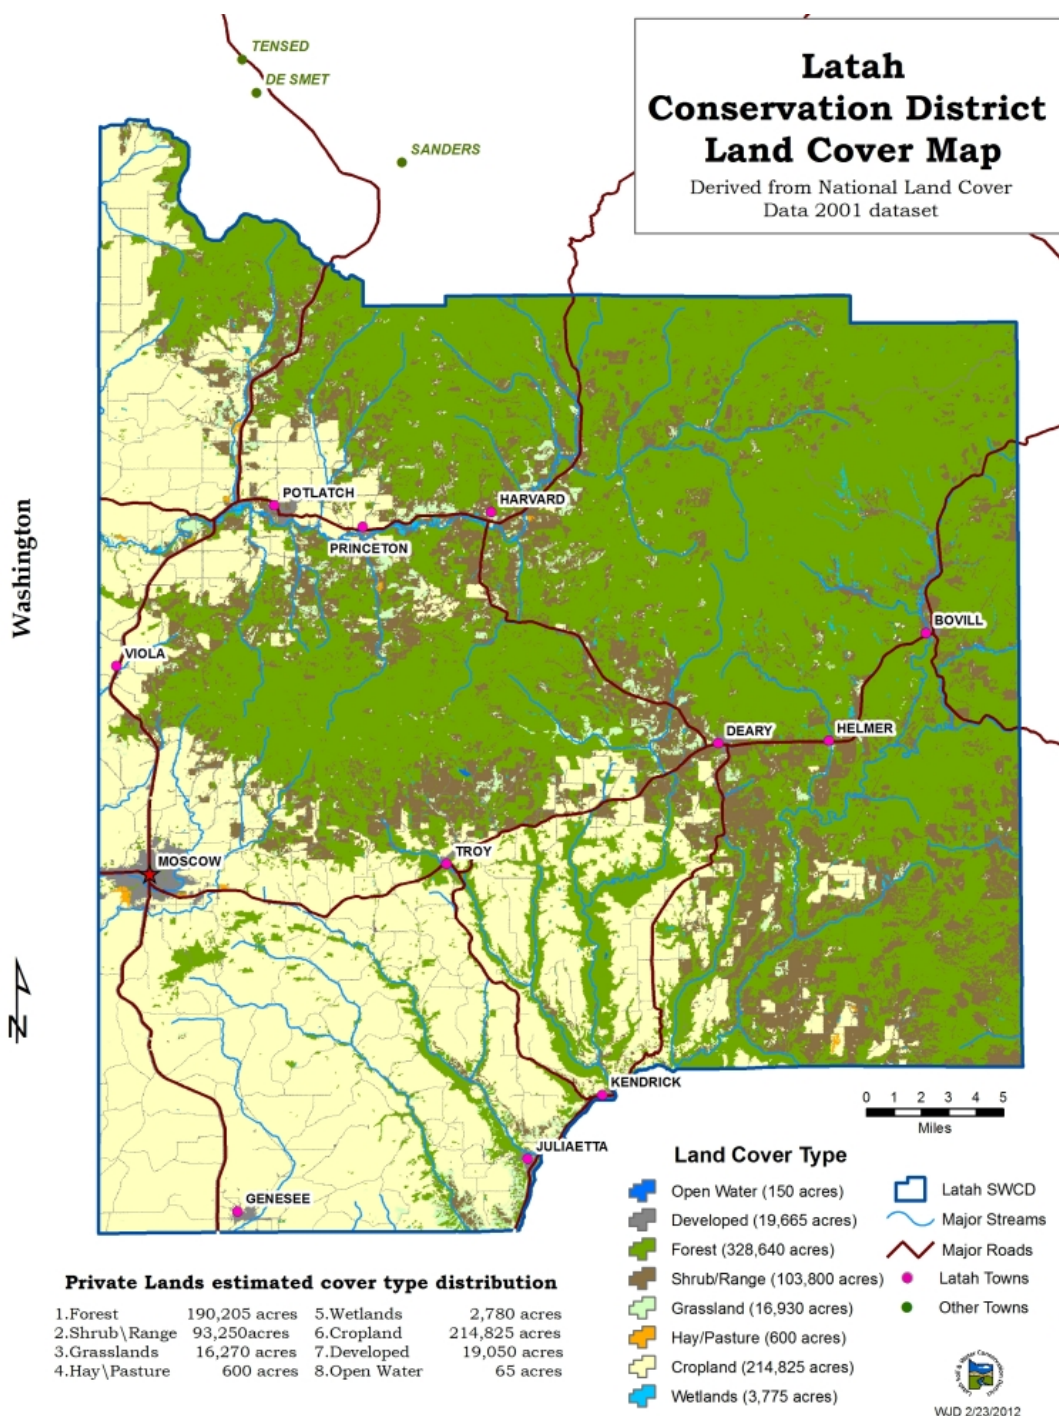 TENSED
DE SMET
SANDERS
Latah
Conservation District
Land Cover Map
Derived from National Land Cover
Data 2001 dataset
Washington
POTLATCH
HARVARD
PRINCETON
BOVILL
VIOLA
DEARY
HELMER
TROY
MOSCOW
N
KENDRICK
JULIAETTA
GENESEE
0 1 2 3 4 5
Miles
Land Cover Type
Open Water (150 acres)
Developed (19,665 acres)
Forest (328,640 acres)
Shrub/Range (103,800 acres)
Grassland (16,930 acres)
Hay/Pasture (600 acres)
Cropland (214,825 acres)
Wetlands (3,775 acres)
Latah SWCD
Major Streams
Major Roads
Latah Towns
Other Towns
Private Lands estimated cover type distribution
1.Forest 190,205 acres 5.Wetlands 2,780 acres
2.Shrub\Range 93,250acres 6.Cropland 214,825 acres
3.Grasslands 16,270 acres 7.Developed 19,050 acres
4.Hay\Pasture 600 acres 8.Open Water 65 acres
Latah Soil & Water Conservation District
WJD 2/23/2012